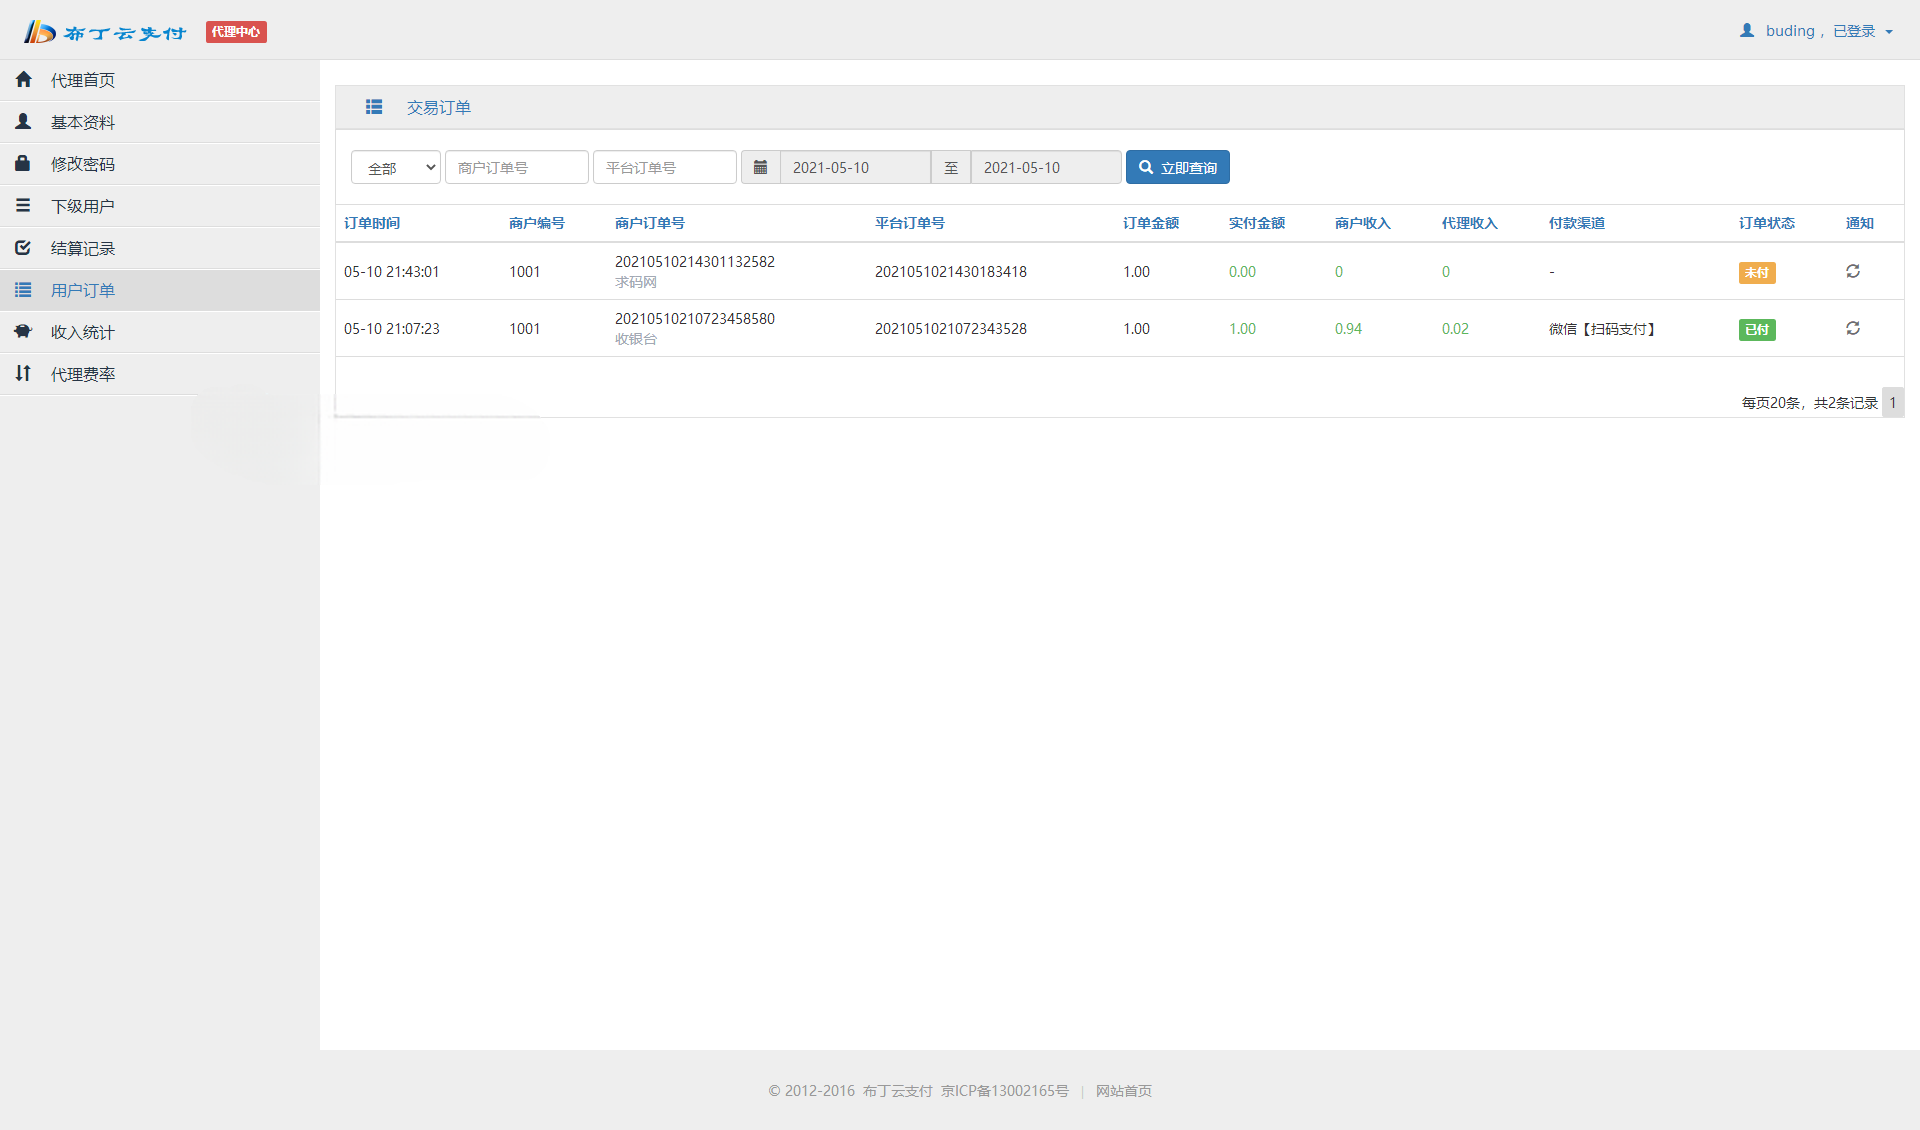 布丁云支付 代理中心
buding ，已登录
代理首页
基本资料
修改密码
下级用户
结算记录
用户订单
收入统计
代理费率
交易订单
全部 商户订单号 平台订单号 2021-05-10 至 2021-05-10 立即查询
订单时间 商户编号 商户订单号 平台订单号 订单金额 实付金额 商户收入 代理收入 付款渠道 订单状态 通知
05-10 21:43:01 1001 20210510214301132582 2021051021430183418 1.00 0.00 0 0 - 未付
求码网
05-10 21:07:23 1001 20210510210723458580 2021051021072343528 1.00 1.00 0.94 0.02 微信【扫码支付】 已付
收银台
每页20条，共2条记录 1
© 2012-2016 布丁云支付 京ICP备13002165号 | 网站首页